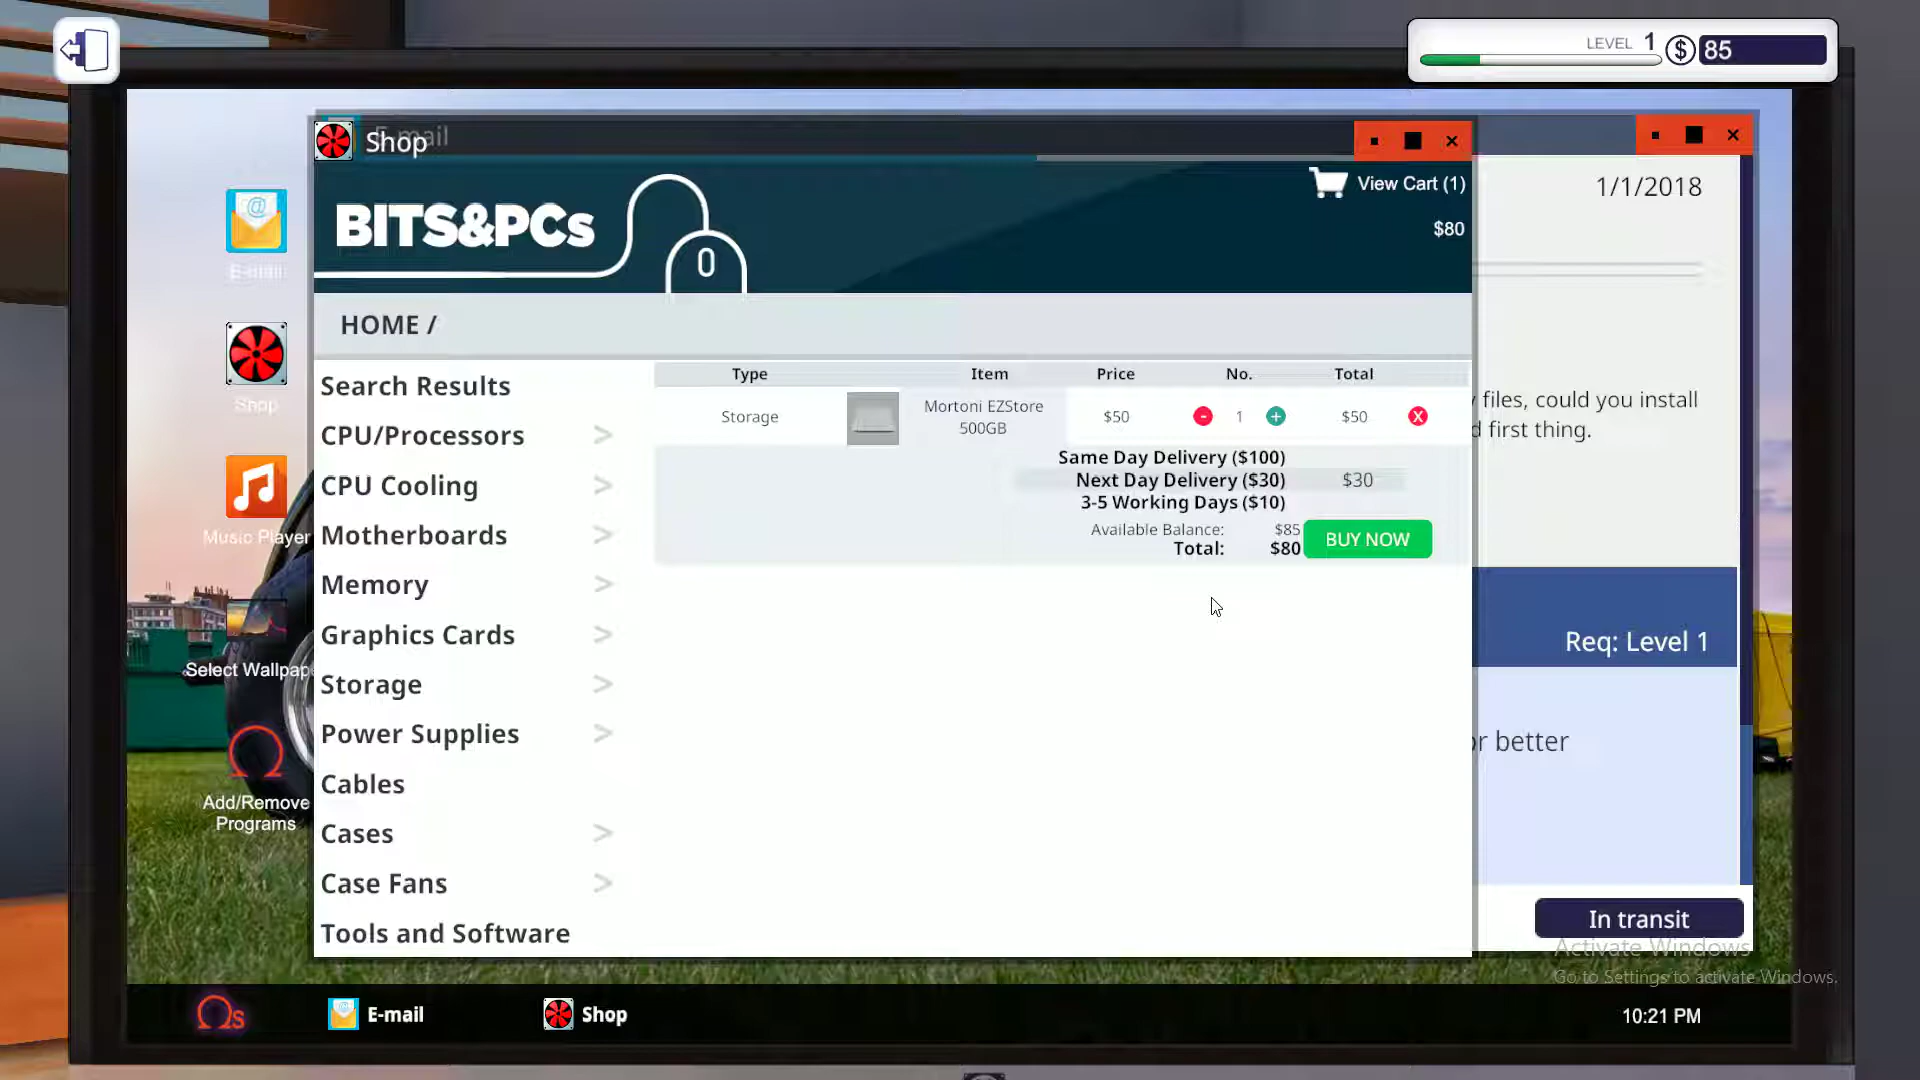 LEVEL 1 $ 85
E-mail
Shop
1/1/2018
View Cart (1)
$80
BITS&PCs
HOME /
@
E-mail
Shop
Music Player
Select Wallpap
Add/Remove
Programs
Search Results
CPU/Processors >
CPU Cooling >
Motherboards >
Memory >
Graphics Cards >
Storage >
Power Supplies >
Cables
Cases >
Case Fans >
Tools and Software
Type Item Price No. Total
Storage Mortoni EZStore 500GB $50 - 1 + $50 X
Same Day Delivery ($100)
Next Day Delivery ($30) $30
3-5 Working Days ($10)
Available Balance: $85
Total: $80
BUY NOW
files, could you install
first thing.
Req: Level 1
better
In transit
Activate Windows
Go to Settings to activate Windows.
Ωs E-mail Shop 10:21 PM